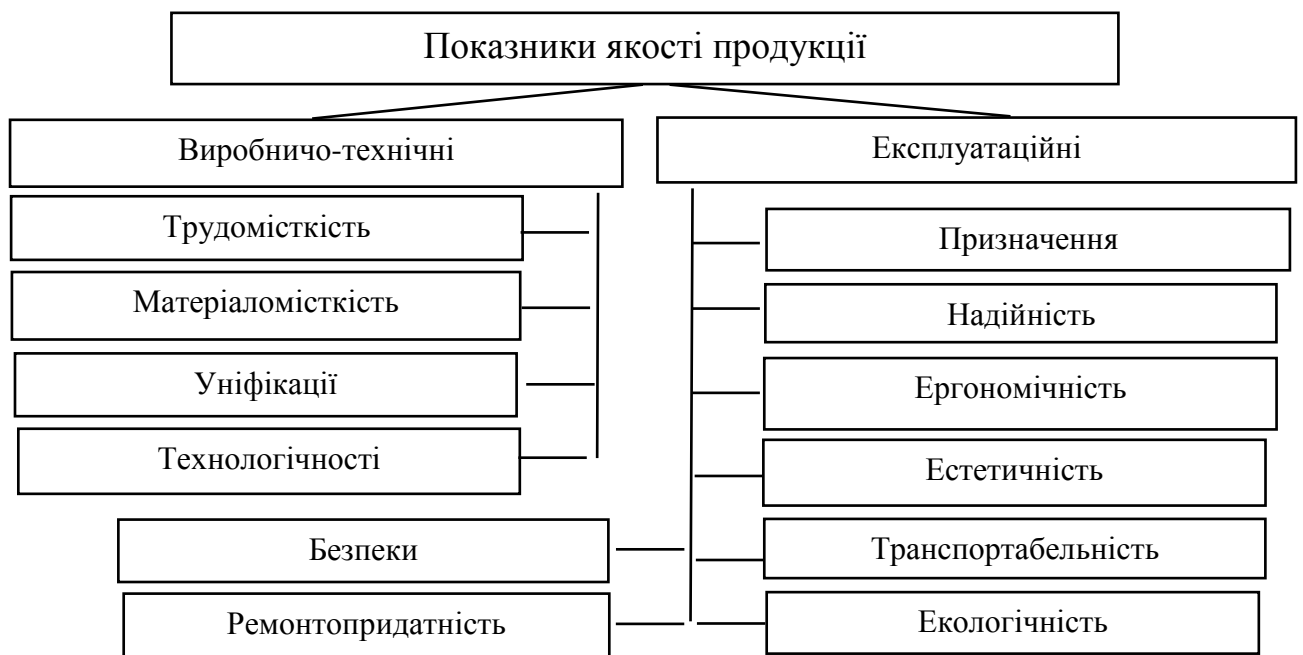 Показники якості продукції
Виробничо-технічні
Експлуатаційні
Трудомісткість
Матеріаломісткість
Уніфікації
Технологічності
Призначення
Надійність
Ергономічність
Естетичність
Транспортабельність
Екологічність
Безпеки
Ремонтопридатність